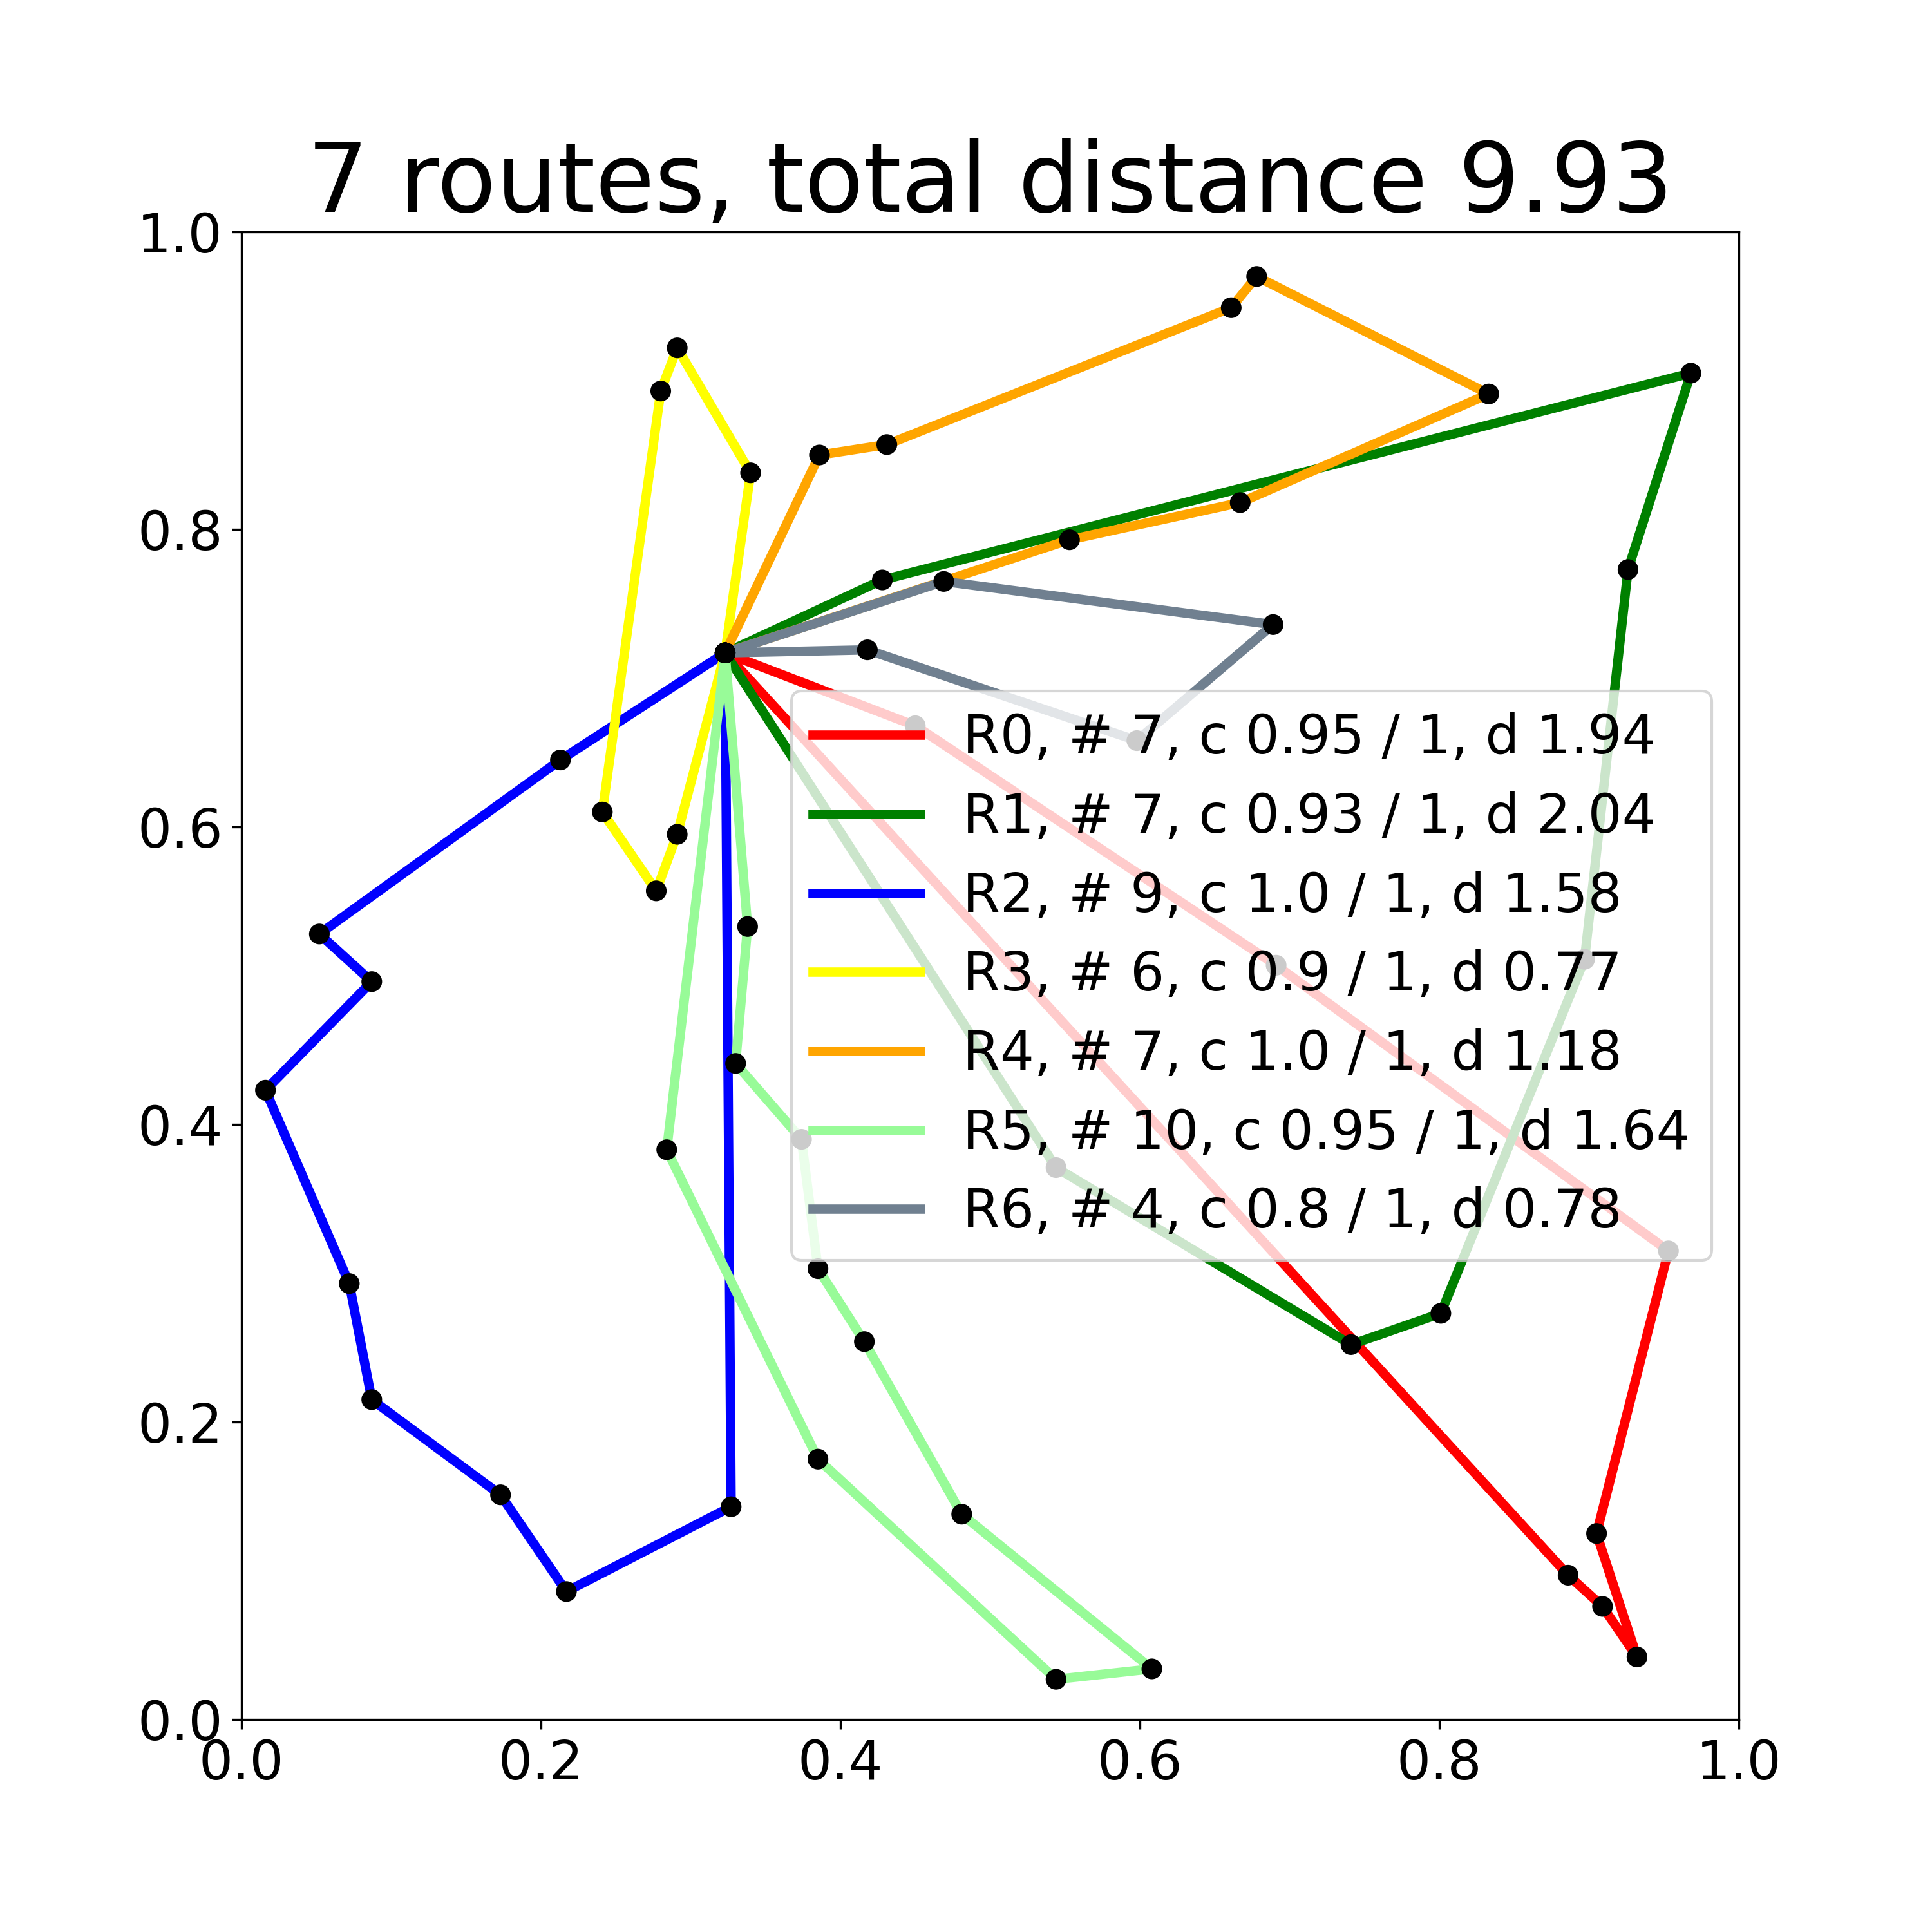 7 routes, total distance 9.93
1.0
0.8
0.6
0.4
0.2
0.0
R0, # 7, c 0.95 / 1, d 1.94
R1, # 7, c 0.93 / 1, d 2.04
R2, # 9, c 1.0 / 1, d 1.58
R3, # 6, c 0.9 / 1, d 0.77
R4, # 7, c 1.0 / 1, d 1.18
R5, # 10, c 0.95 / 1, d 1.64
R6, # 4, c 0.8 / 1, d 0.78
0.0 0.2 0.4 0.6 0.8 1.0